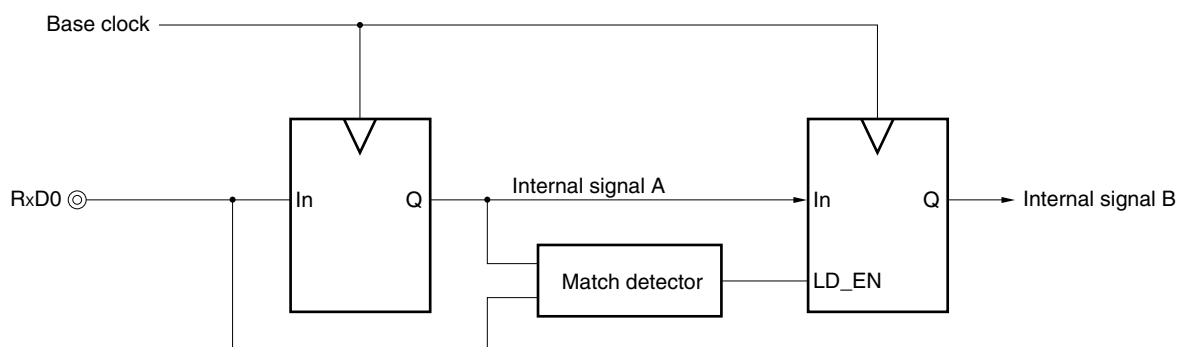 Base clock
RxD0
In
Q
Internal signal A
In
Q
Internal signal B
Match detector
LD_EN